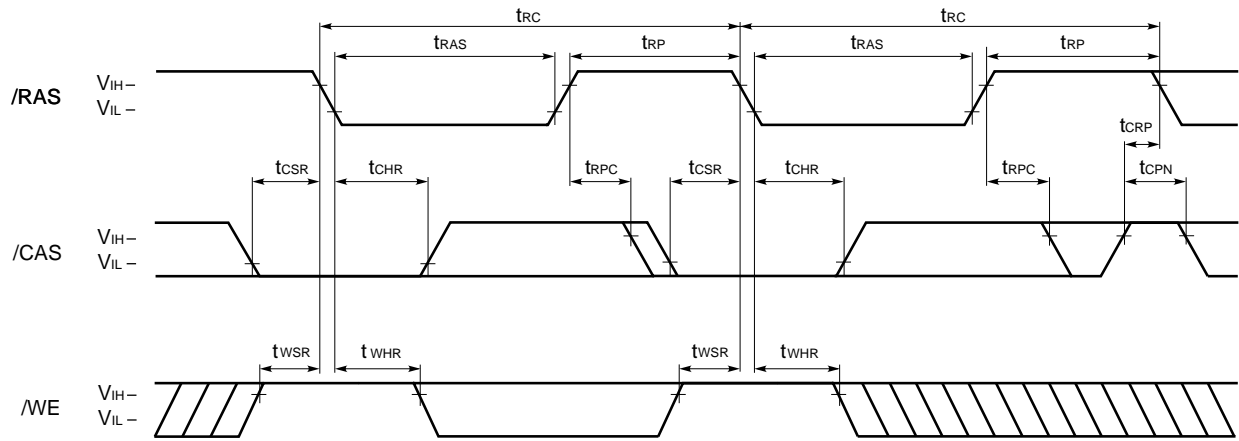 tRC tRC
tRAS tRP tRAS tRP
/RAS
VIH –
VIL –
tCRP
tCSR tCHR tRPC tCSR tCHR tRPC tCPN
/CAS
VIH –
VIL –
tWSR tWHR tWSR tWHR
/WE
VIH –
VIL –